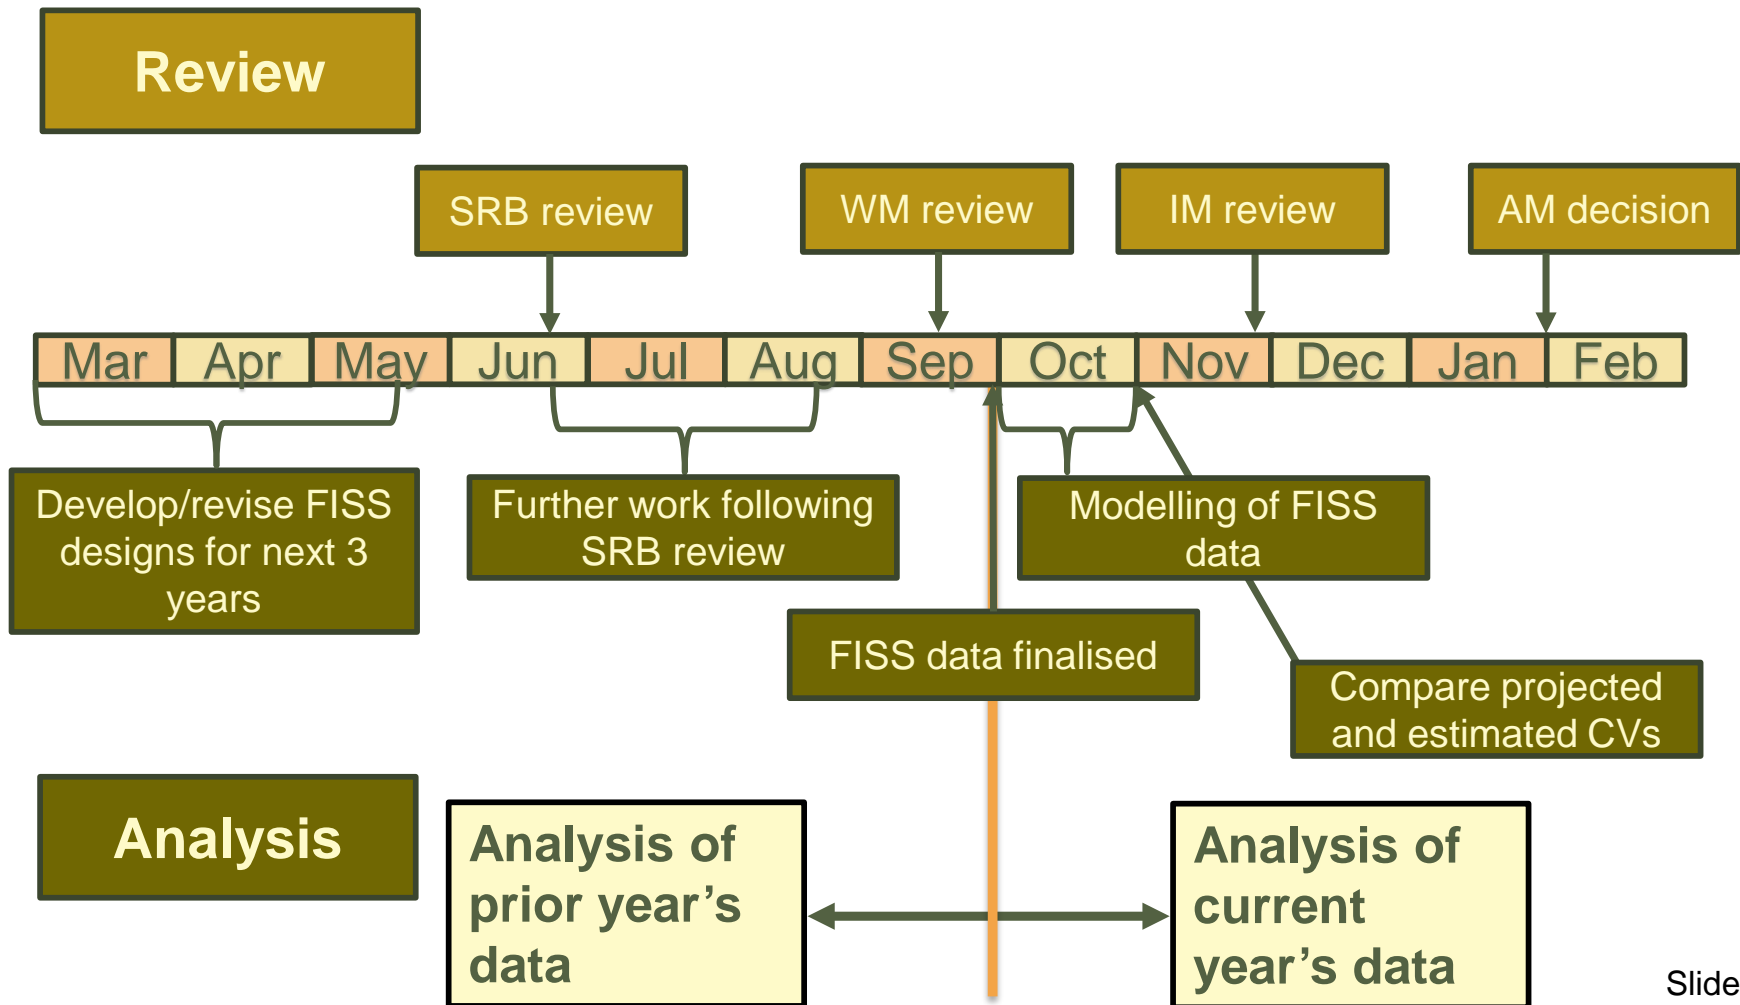 Review
SRB review
WM review
IM review
AM decision
Mar Apr May Jun Jul Aug Sep Oct Nov Dec Jan Feb
Develop/revise FISS
designs for next 3
years
Further work following
SRB review
Modelling of FISS
data
FISS data finalised
Compare projected
and estimated CVs
Analysis
Analysis of
prior year’s
data
Analysis of
current
year’s data
Slide